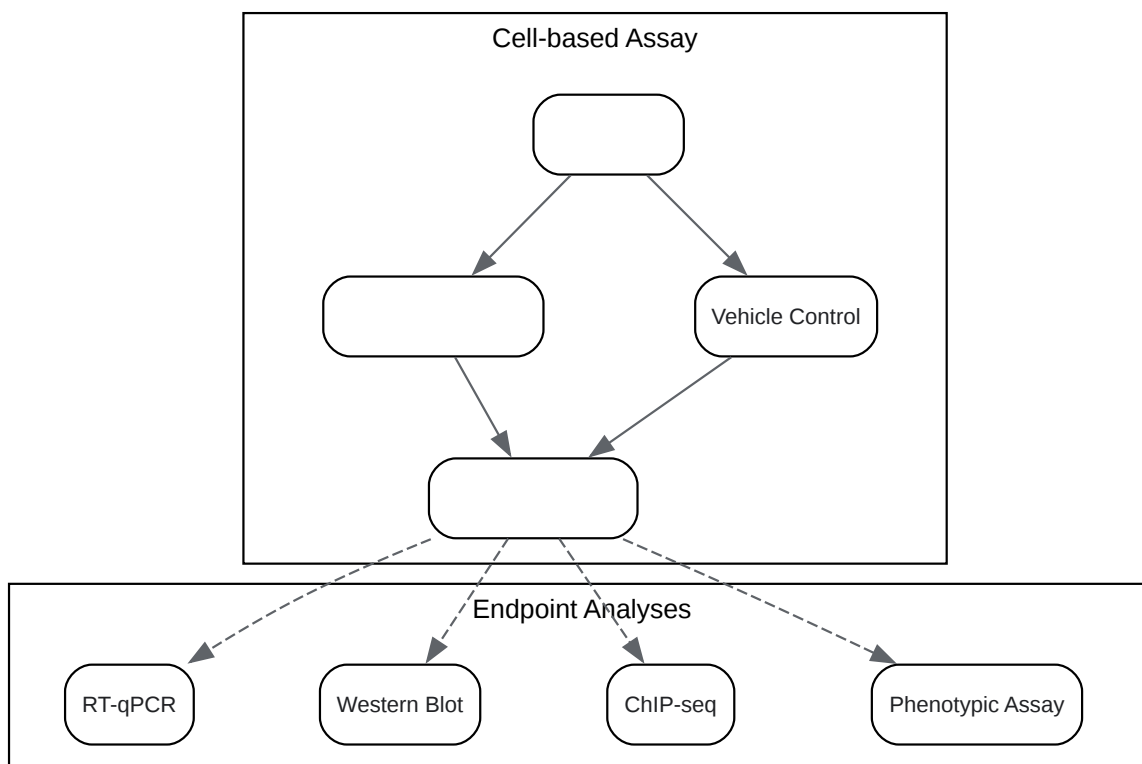 Cell-based Assay
Vehicle Control
Endpoint Analyses
RT-qPCR
Western Blot
ChIP-seq
Phenotypic Assay